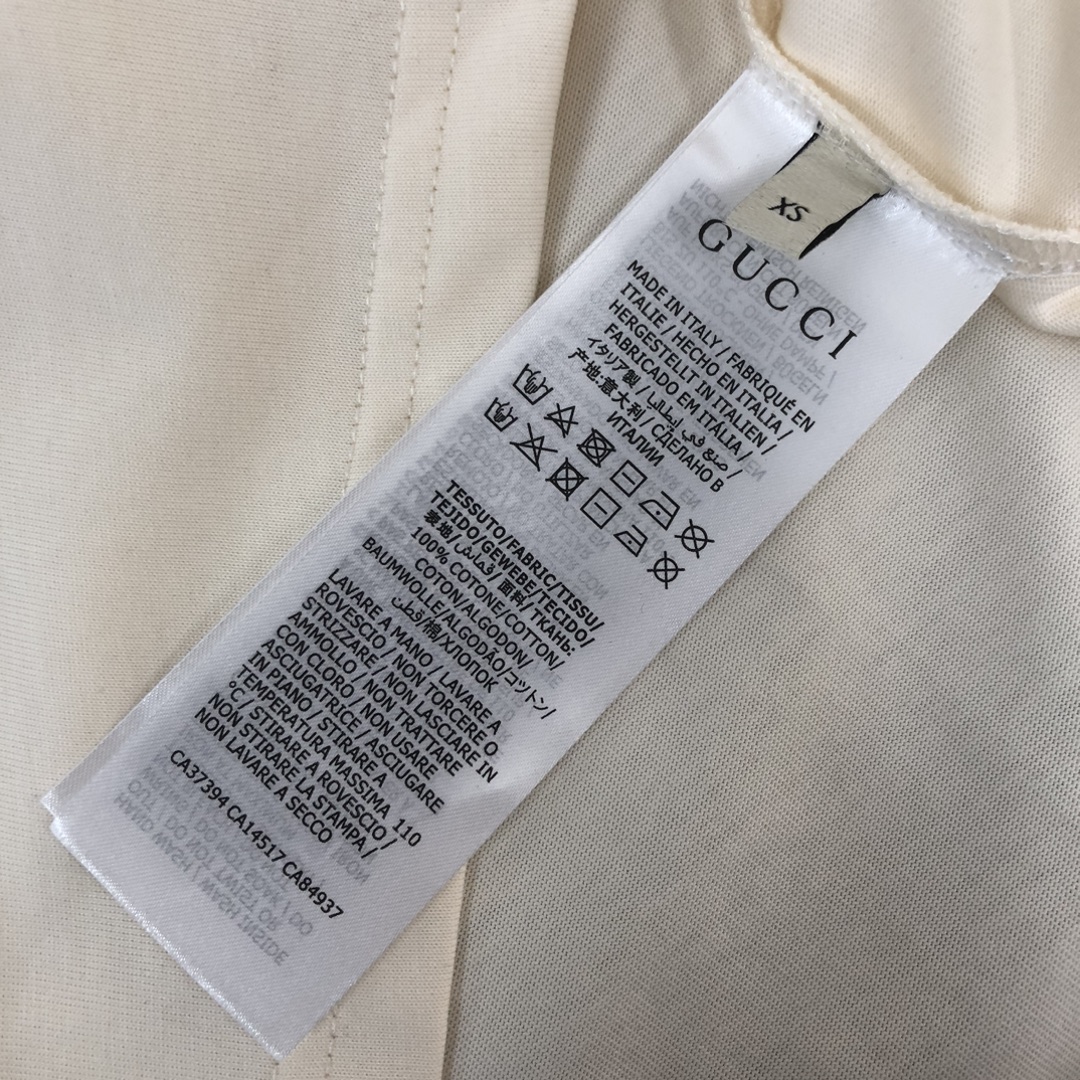 XS
GUCCI
MADE IN ITALY / FABRIQUÉ EN
ITALIE / HECHO EN ITALIA /
HERGESTELLT IN ITALIEN /
FABRICADO EM ITÁLIA /
イタリア製 / صنع في إيطاليا /
产地:意大利 / СДЕЛАНО В
ИТАЛИИ
TESSUTO/FABRIC/TISSU/
TEJIDO/GEWEBE/TECIDO/
表地/قماش/面料/ТКАНЬ:
100% COTONE/COTTON/
COTON/ALGODON/
BAUMWOLLE/ALGODÃO/コットン/
قطن/棉/ХЛОПОК
LAVARE A MANO / LAVARE A
ROVESCIO / NON TORCERE O
STRIZZARE / NON LASCIARE IN
AMMOLLO / NON TRATTARE
CON CLORO / NON USARE
ASCIUGATRICE / ASCIUGARE
IN PIANO / STIRARE A
TEMPERATURA MASSIMA 110
°C / STIRARE A ROVESCIO /
NON STIRARE LA STAMPA /
NON LAVARE A SECCO
CA37394 CA14517 CA84937